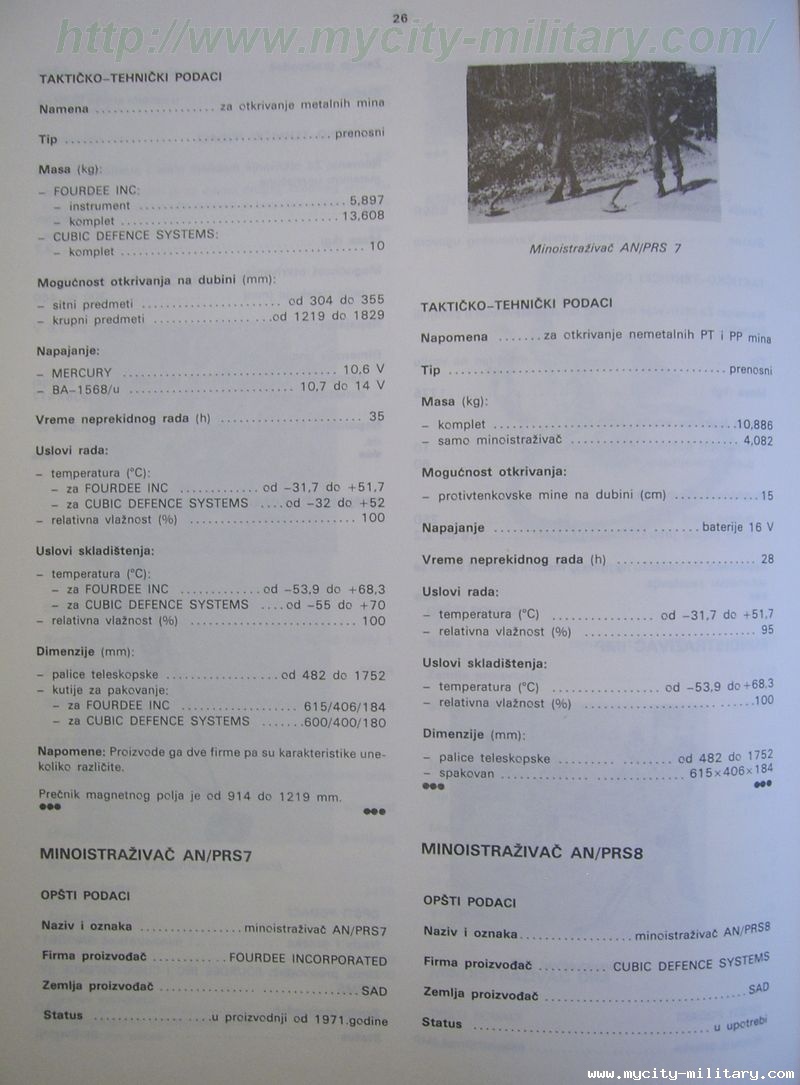 26
http://www.mycity-military.com/
TAKTIČKO–TEHNIČKI PODACI
Namena ................... za otkrivanje metalnih mina
Tip .......................................... prenosni
Masa (kg):
– FOURDEE INC:
– instrument ................................. 5,897
– komplet .................................... 13,608
– CUBIC DEFENCE SYSTEMS:
– komplet ....................................... 10
Mogućnost otkrivanja na dubini (mm):
– sitni predmeti ..................... od 304 do 355
– krupni predmeti ..................od 1219 do 1829
Napajanje:
– MERCURY ................................. 10,6 V
– BA–1568/u ......................... 10,7 do 14 V
Vreme neprekidnog rada (h) ...................... 35
Uslovi rada:
– temperatura (°C):
– za FOURDEE INC ............ od –31,7 do +51,7
– za CUBIC DEFENCE SYSTEMS ....od –32 do +52
– relativna vlažnost (%) .......................... 100
Uslovi skladištenja:
– temperatura (°C):
– za FOURDEE INC .............od –53,9 do +68,3
– za CUBIC DEFENCE SYSTEMS ....od –55 do +70
– relativna vlažnost (%) .......................... 100
Dimenzije (mm):
– palice teleskopske ..................od 482 do 1752
– kutije za pakovanje:
– za FOURDEE INC .................. 615/406/184
– za CUBIC DEFENCE SYSTEMS .......600/400/180
Napomene: Proizvode ga dve firme pa su karakteristike une-
koliko različite.
Prečnik magnetnog polja je od 914 do 1219 mm.
●●● ●●●
MINOISTRAŽIVAČ AN/PRS7
OPŠTI PODACI
Naziv i oznaka ................minoistraživač AN/PRS7
Firma proizvođač ............ FOURDEE INCORPORATED
Zemlja proizvođač ................................ SAD
Status ..................u proizvodnji od 1971.godine
Minoistraživač AN/PRS 7
TAKTIČKO–TEHNIČKI PODACI
Napomena .......za otkrivanje nemetalnih PT i PP mina
Tip ........................................... prenosni
Masa (kg):
– komplet ......................................10,886
– samo minoistraživač ........................... 4,082
Mogućnost otkrivanja:
– protivtenkovske mine na dubini (cm) ............. 15
Napajanje ................................ baterije 16 V
Vreme neprekidnog rada (h) ...................... 28
Uslovi rada:
– temperatura (°C) ................ od –31,7 do +51,7
– relativna vlažnost (%) ........................... 95
Uslovi skladištenja:
– temperatura (°C) ................. od –53,9 do +68,3
– relativna vlažnost (%) ...........................100
Dimenzije (mm):
– palice teleskopske .................. od 482 do 1752
– spakovan ............................. 615×406×184
●●● ●●●
MINOISTRAŽIVAČ AN/PRS8
OPŠTI PODACI
Naziv i oznaka.................. minoistraživač AN/PRS8
Firma proizvođač ........... CUBIC DEFENCE SYSTEMS
Zemlja proizvođač ................................ SAD
Status ..................................... u upotrebi
www.mycity-military.com